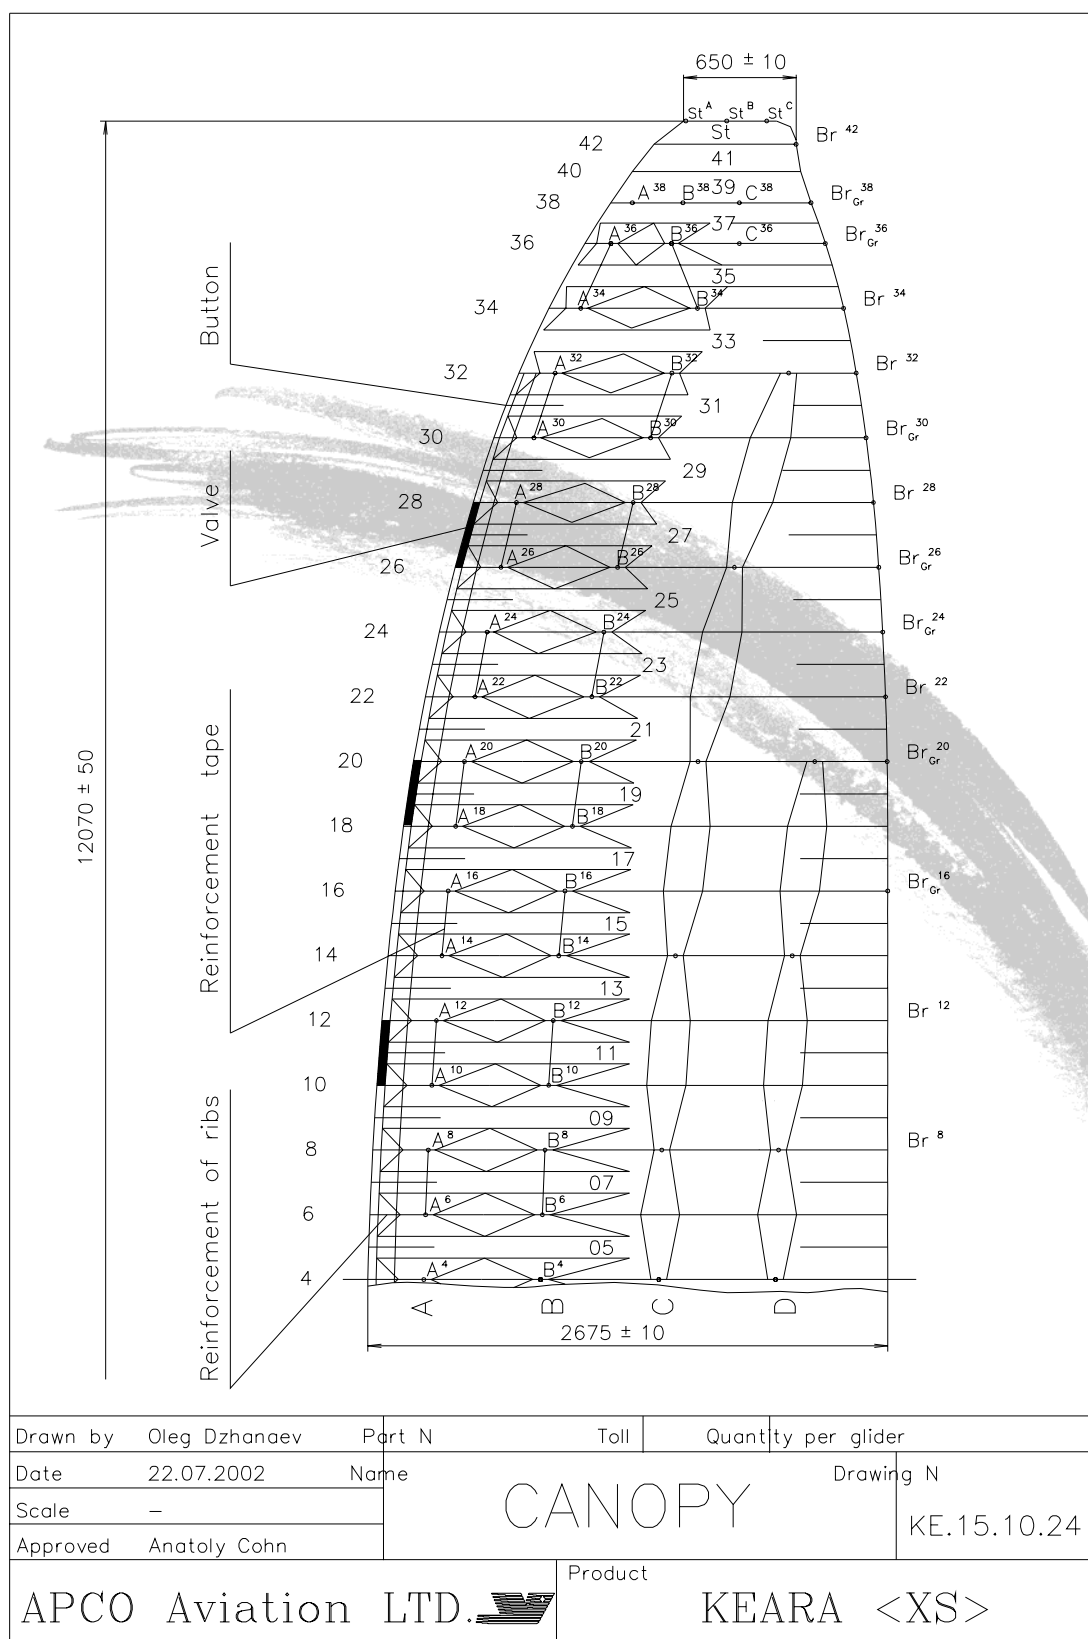 650 ± 10
St A St B St C
St
Br 42
42
41
40
39
38 A 38 B 38 C 38 Br Gr 38
37
36 A 36 B 36 C 36 Br Gr 36
35
34 A 34 B 34 Br 34
33
32 A 32 B 32 Br 32
31
30 A 30 B 30 Br Gr 30
29
28 A 28 B 28 Br 28
27
26 A 26 B 26 Br Gr 26
25
24 A 24 B 24 Br Gr 24
23
22 A 22 B 22 Br 22
21
20 A 20 B 20 Br Gr 20
19
18 A 18 B 18
17
16 A 16 B 16 Br Gr 16
15
14 A 14 B 14
13
12 A 12 B 12 Br 12
11
10 A 10 B 10
09
8 A 8 B 8 Br 8
07
6 A 6 B 6
05
4 A 4 B 4
A B C D
2675 ± 10
12070 ± 50
Button
Valve
Reinforcement tape
Reinforcement of ribs
Drawn by Oleg Dzhanaev Part N Toll Quantity per glider
Date 22.07.2002 Name Drawing N
Scale –
CANOPY
KE.15.10.24
Approved Anatoly Cohn
Product
APCO Aviation LTD. KEARA <XS>